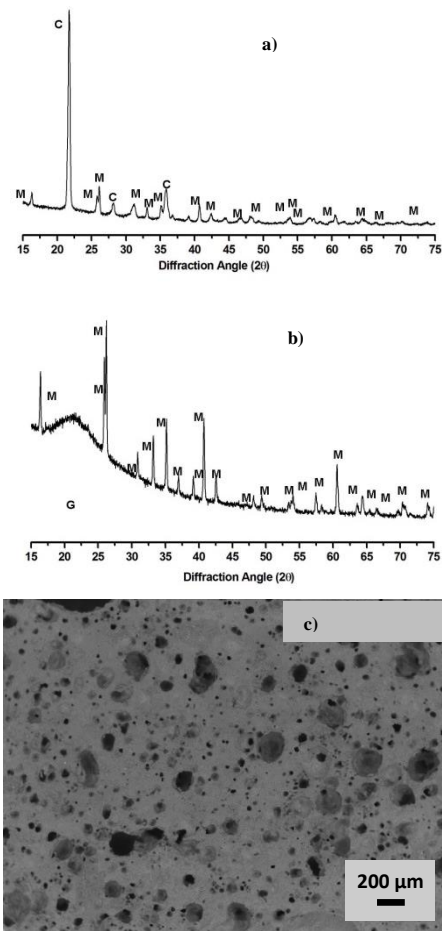 C
a)
M M M C M M M C M M M M M M M M M M M
15 20 25 30 35 40 45 50 55 60 65 70 75
Diffraction Angle (2θ)
b)
M
M M M M M M M M M M M M M M M M M M M M
G
15 20 25 30 35 40 45 50 55 60 65 70 75
Diffraction Angle (2θ)
c)
200 µm